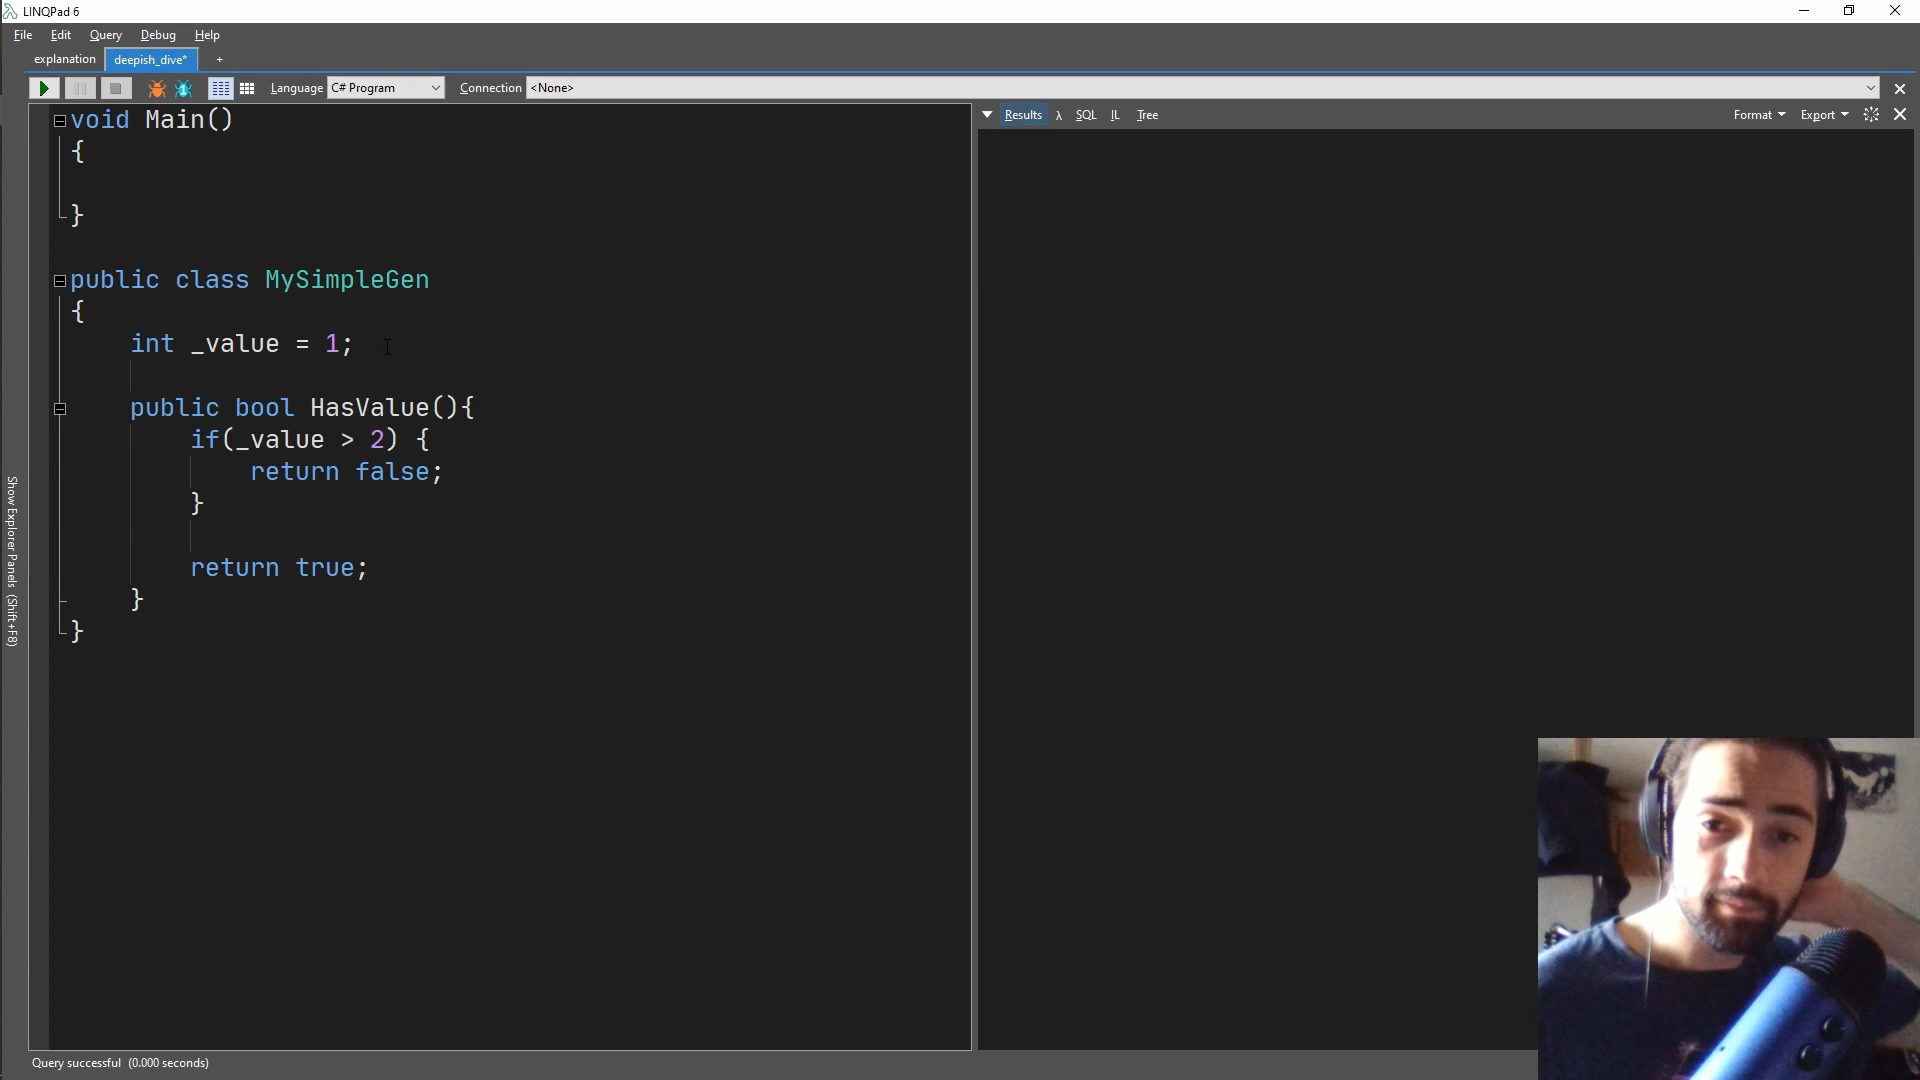 LINQPad 6
File Edit Query Debug Help
explanation deepish_dive* +
Language C# Program Connection <None>
void Main()
{
}
public class MySimpleGen
{
int _value = 1;
public bool HasValue(){
if(_value > 2) {
return false;
}
return true;
}
}
Results λ SQL IL Tree
Format Export
Show Explorer Panels (Shift+F8)
Query successful (0.000 seconds)